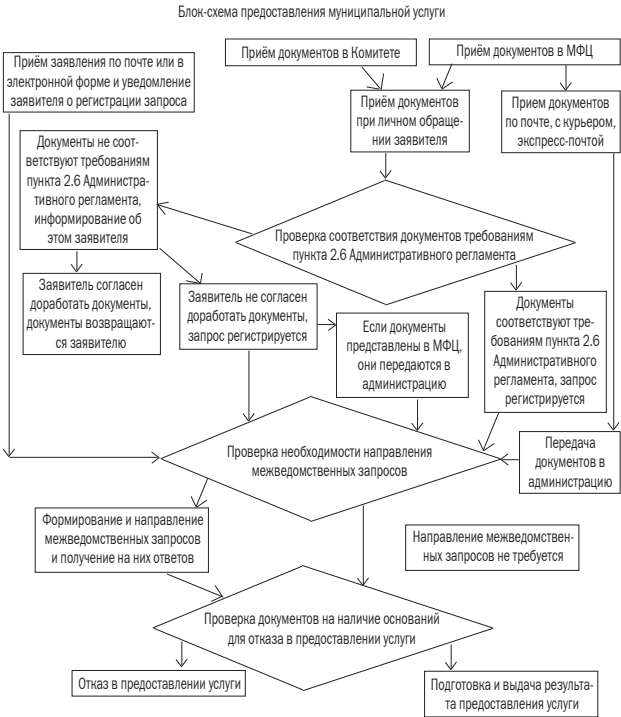 Блок-схема предоставления муниципальной услуги
Приём заявления по почте или в
электронной форме и уведомление
заявителя о регистрации запроса
Приём документов в Комитете
Приём документов в МФЦ
Приём документов
при личном обраще-
нии заявителя
Прием документов
по почте, с курьером,
экспресс-почтой
Документы не соот-
ветствуют требованиям
пункта 2.6 Администра-
тивного регламента,
информирование об
этом заявителя
Проверка соответствия документов требованиям
пункта 2.6 Административного регламента
Заявитель согласен
доработать документы,
документы возвращают-
ся заявителю
Заявитель не согласен
доработать документы,
запрос регистрируется
Если документы
представлены в МФЦ,
они передаются в
администрацию
Документы
соответствуют тре-
бованиям пункта 2.6
Административного
регламента, запрос
регистрируется
Проверка необходимости направления
межведомственных запросов
Передача
документов в
администрацию
Формирование и направление
межведомственных запросов
и получение на них ответов
Направление межведомствен-
ных запросов не требуется
Проверка документов на наличие оснований
для отказа в предоставлении услуги
Отказ в предоставлении услуги
Подготовка и выдача результа-
та предоставления услуги